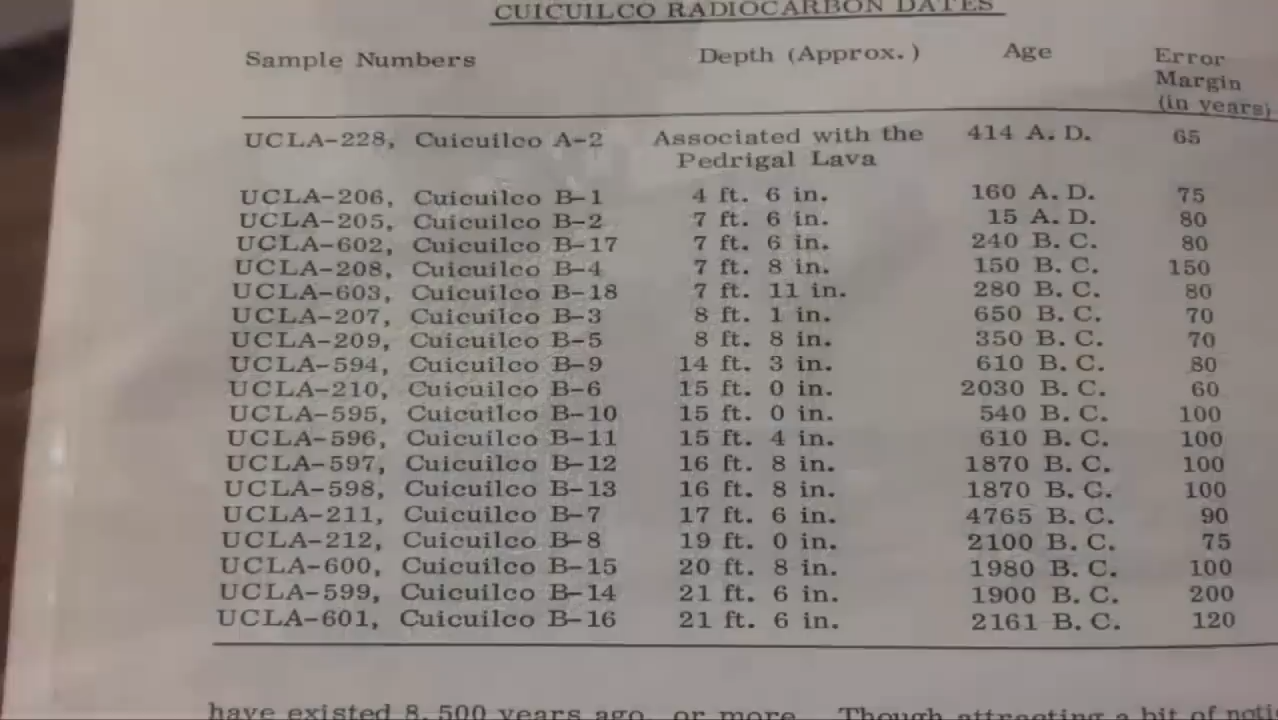 CUICUILCO RADIOCARBON DATES
Sample Numbers Depth (Approx.) Age Error
Margin
(in years)
UCLA-228, Cuicuilco A-2 Associated with the 414 A. D. 65
Pedrigal Lava
UCLA-206, Cuicuilco B-1 4 ft. 6 in. 160 A. D. 75
UCLA-205, Cuicuilco B-2 7 ft. 6 in. 15 A. D. 80
UCLA-602, Cuicuilco B-17 7 ft. 6 in. 240 B. C. 80
UCLA-208, Cuicuilco B-4 7 ft. 8 in. 150 B. C. 150
UCLA-603, Cuicuilco B-18 7 ft. 11 in. 280 B. C. 80
UCLA-207, Cuicuilco B-3 8 ft. 1 in. 650 B. C. 70
UCLA-209, Cuicuilco B-5 8 ft. 8 in. 350 B. C. 70
UCLA-594, Cuicuilco B-9 14 ft. 3 in. 610 B. C. 80
UCLA-210, Cuicuilco B-6 15 ft. 0 in. 2030 B. C. 60
UCLA-595, Cuicuilco B-10 15 ft. 0 in. 540 B. C. 100
UCLA-596, Cuicuilco B-11 15 ft. 4 in. 610 B. C. 100
UCLA-597, Cuicuilco B-12 16 ft. 8 in. 1870 B. C. 100
UCLA-598, Cuicuilco B-13 16 ft. 8 in. 1870 B. C. 100
UCLA-211, Cuicuilco B-7 17 ft. 6 in. 4765 B. C. 90
UCLA-212, Cuicuilco B-8 19 ft. 0 in. 2100 B. C. 75
UCLA-600, Cuicuilco B-15 20 ft. 8 in. 1980 B. C. 100
UCLA-599, Cuicuilco B-14 21 ft. 6 in. 1900 B. C. 200
UCLA-601, Cuicuilco B-16 21 ft. 6 in. 2161 B. C. 120
have existed 8,500 years ago, or more. Though attracting a bit of